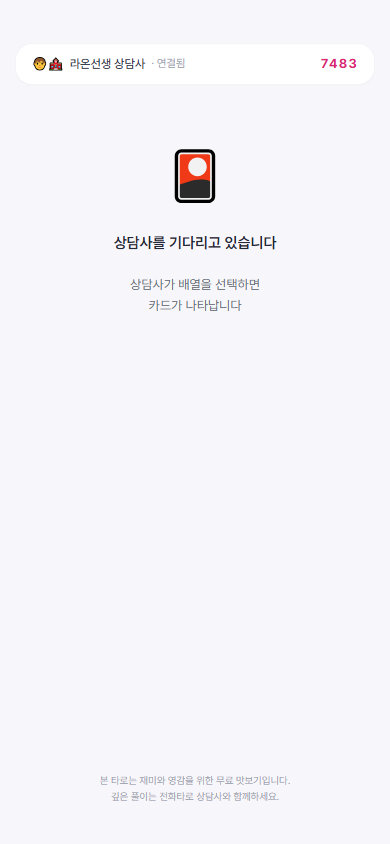 라온선생 상담사 · 연결됨 7483
상담사를 기다리고 있습니다
상담사가 배열을 선택하면
카드가 나타납니다
본 타로는 재미와 영감을 위한 무료 맛보기입니다.
깊은 풀이는 전화타로 상담사와 함께하세요.